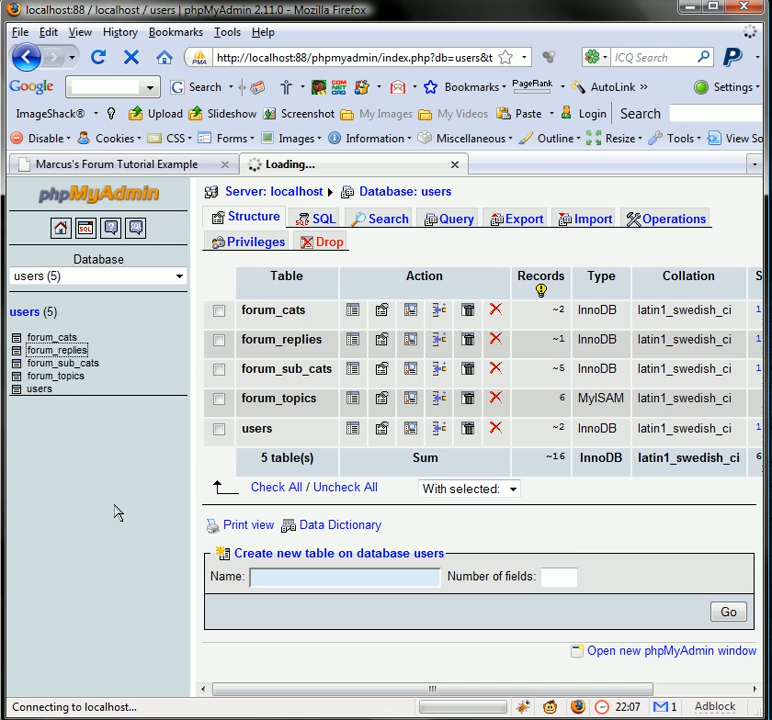 localhost:88 / localhost / users | phpMyAdmin 2.11.0 - Mozilla Firefox
File Edit View History Bookmarks Tools Help
http://localhost:88/phpmyadmin/index.php?db=users&t ICQ Search
Google Search Bookmarks PageRank AutoLink Settings
ImageShack® Upload Slideshow Screenshot My Images My Videos Paste Login Search
Disable Cookies CSS Forms Images Information Miscellaneous Outline Resize Tools View So
Marcus's Forum Tutorial Example Loading...
phpMyAdmin
Database
users (5)
users (5)
forum_cats
forum_replies
forum_sub_cats
forum_topics
users
Server: localhost Database: users
Structure SQL Search Query Export Import Operations
Privileges Drop
Table Action Records Type Collation S
forum_cats ~2 InnoDB latin1_swedish_ci 1
forum_replies ~1 InnoDB latin1_swedish_ci 1
forum_sub_cats ~5 InnoDB latin1_swedish_ci 1
forum_topics 6 MyISAM latin1_swedish_ci
users ~2 InnoDB latin1_swedish_ci 1
5 table(s) Sum ~16 InnoDB latin1_swedish_ci 6
Check All / Uncheck All With selected:
Print view Data Dictionary
Create new table on database users
Name: Number of fields:
Go
Open new phpMyAdmin window
Connecting to localhost... 22:07 1 Adblock